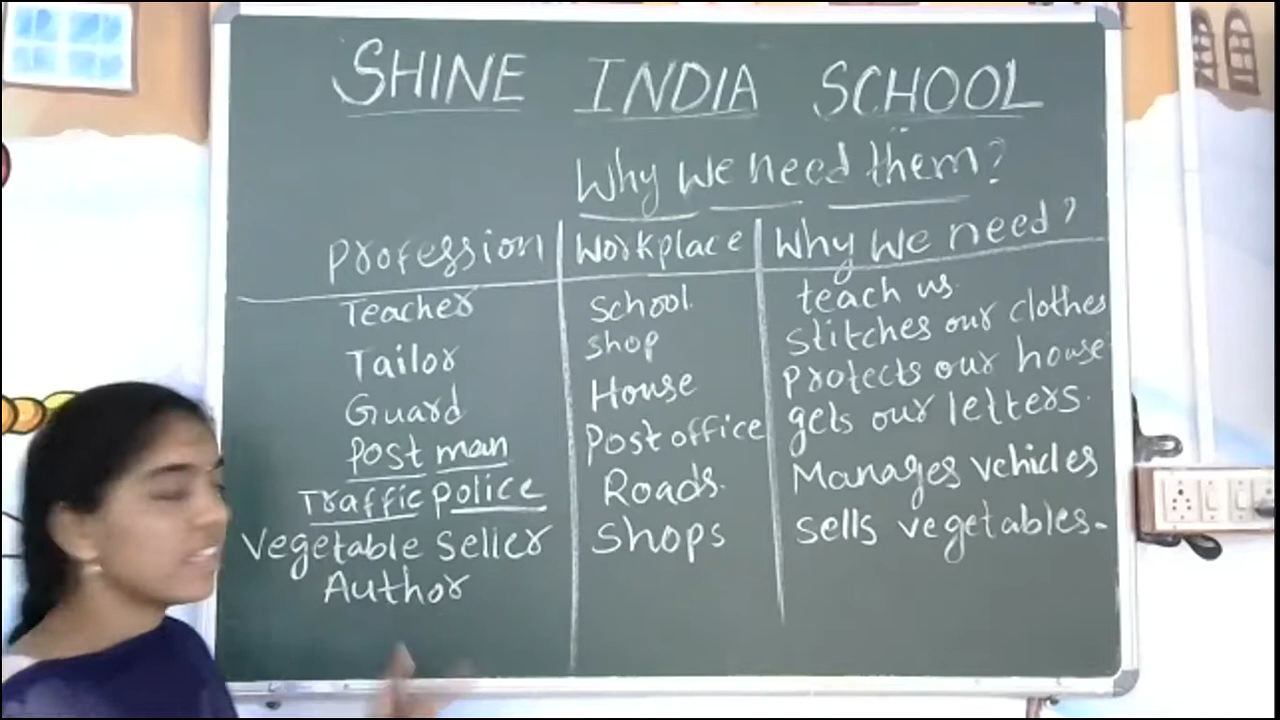 SHINE INDIA SCHOOL
Why we need them?
Profession Workplace Why We need?
Teacher School teach us.
Tailor shop stitches our clothes
Guard House Protects our house
Post man Post office gets our letters.
Traffic police Roads. Manages vehicles
Vegetable seller Shops sells vegetables.
Author